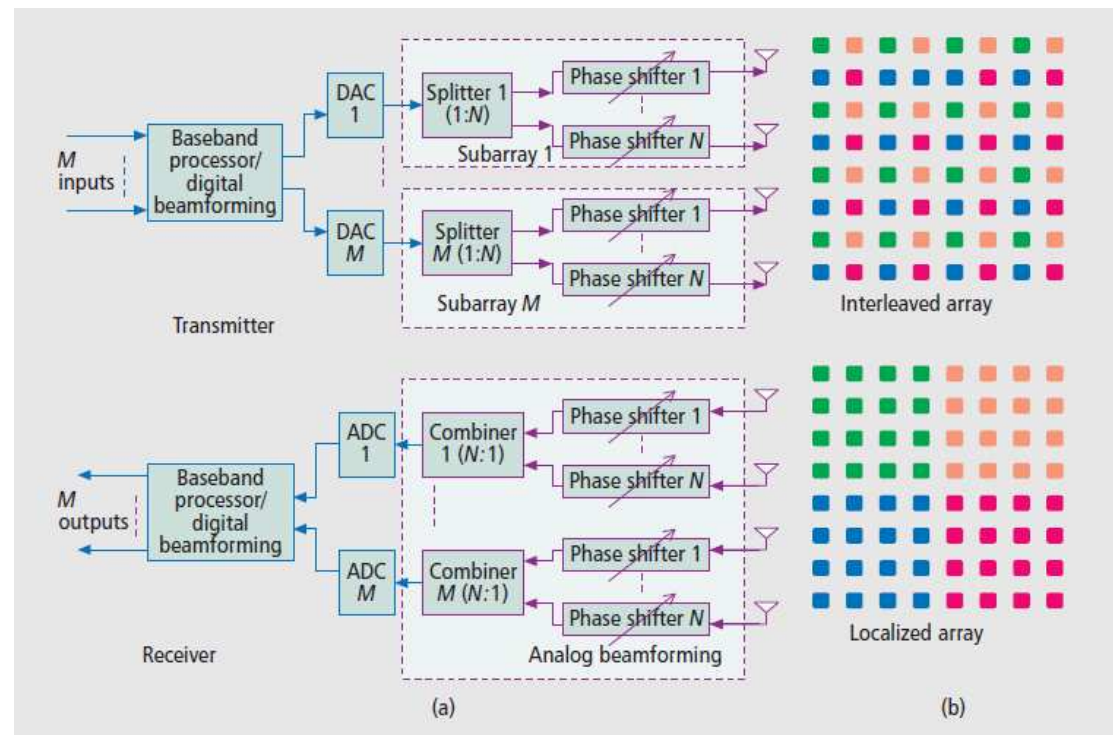 M
inputs
Baseband
processor/
digital
beamforming
DAC
1
DAC
M
Splitter 1
(1:N)
Phase shifter 1
Phase shifter N
Subarray 1
Splitter
M (1:N)
Phase shifter 1
Phase shifter N
Subarray M
Transmitter
Interleaved array
M
outputs
Baseband
processor/
digital
beamforming
ADC
1
ADC
M
Combiner
1 (N:1)
Phase shifter 1
Phase shifter N
Combiner
M (N:1)
Phase shifter 1
Phase shifter N
Receiver
Analog beamforming
Localized array
(a)
(b)